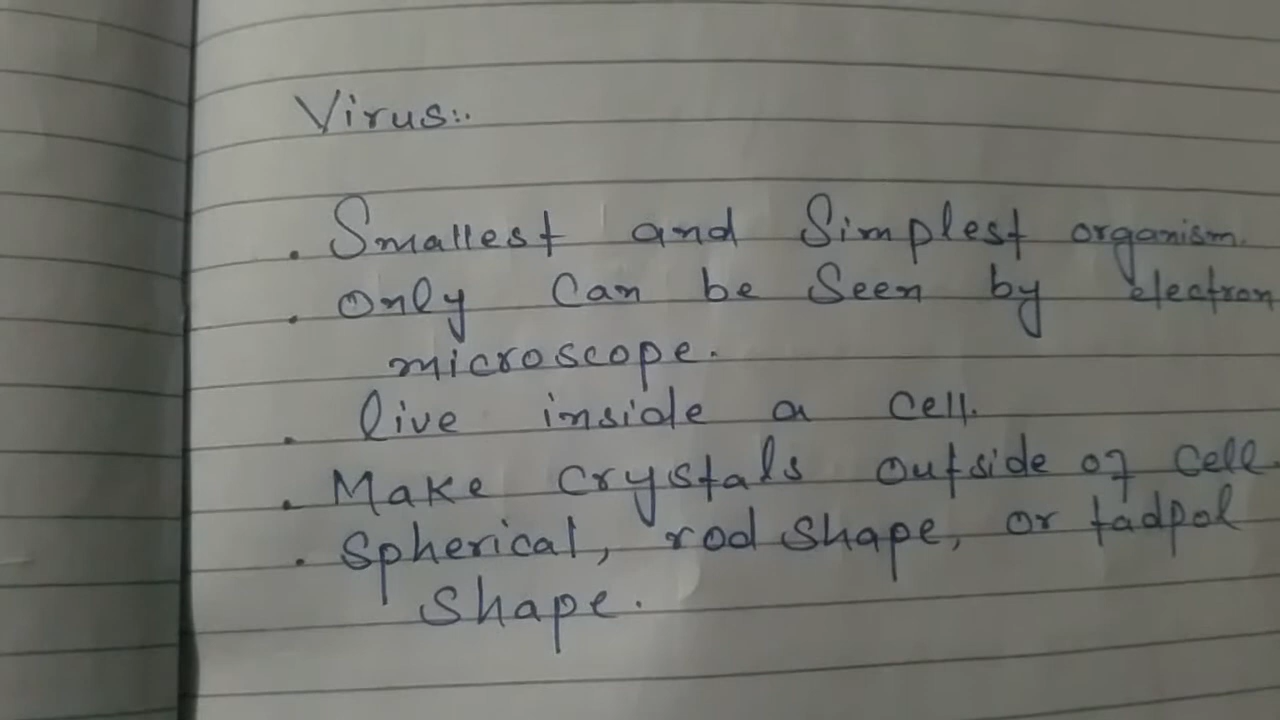 Virus:.
. Smallest and Simplest organism.
. Only Can be Seen by electron
microscope.
. live inside a cell.
. Make crystals outside of cell.
. Spherical, rod shape, or tadpol
Shape.